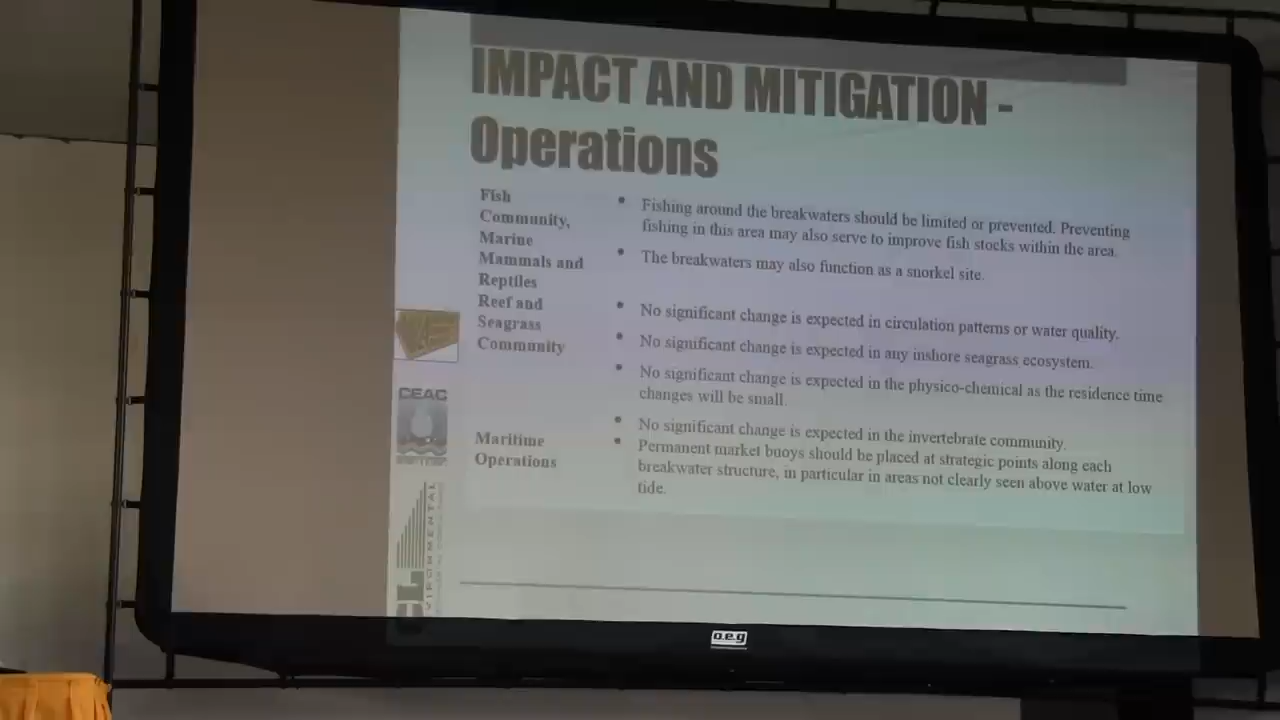 IMPACT AND MITIGATION -
Operations
Fish
Community,
Marine
Mammals and
Reptiles
Reef and
Seagrass
Community
• Fishing around the breakwaters should be limited or prevented. Preventing
fishing in this area may also serve to improve fish stocks within the area.
• The breakwaters may also function as a snorkel site.
• No significant change is expected in circulation patterns or water quality.
• No significant change is expected in any inshore seagrass ecosystem.
• No significant change is expected in the physico-chemical as the residence time
changes will be small.
• No significant change is expected in the invertebrate community.
Maritime
Operations
• Permanent market buoys should be placed at strategic points along each
breakwater structure, in particular in areas not clearly seen above water at low
tide.
CEAC
o.e.g